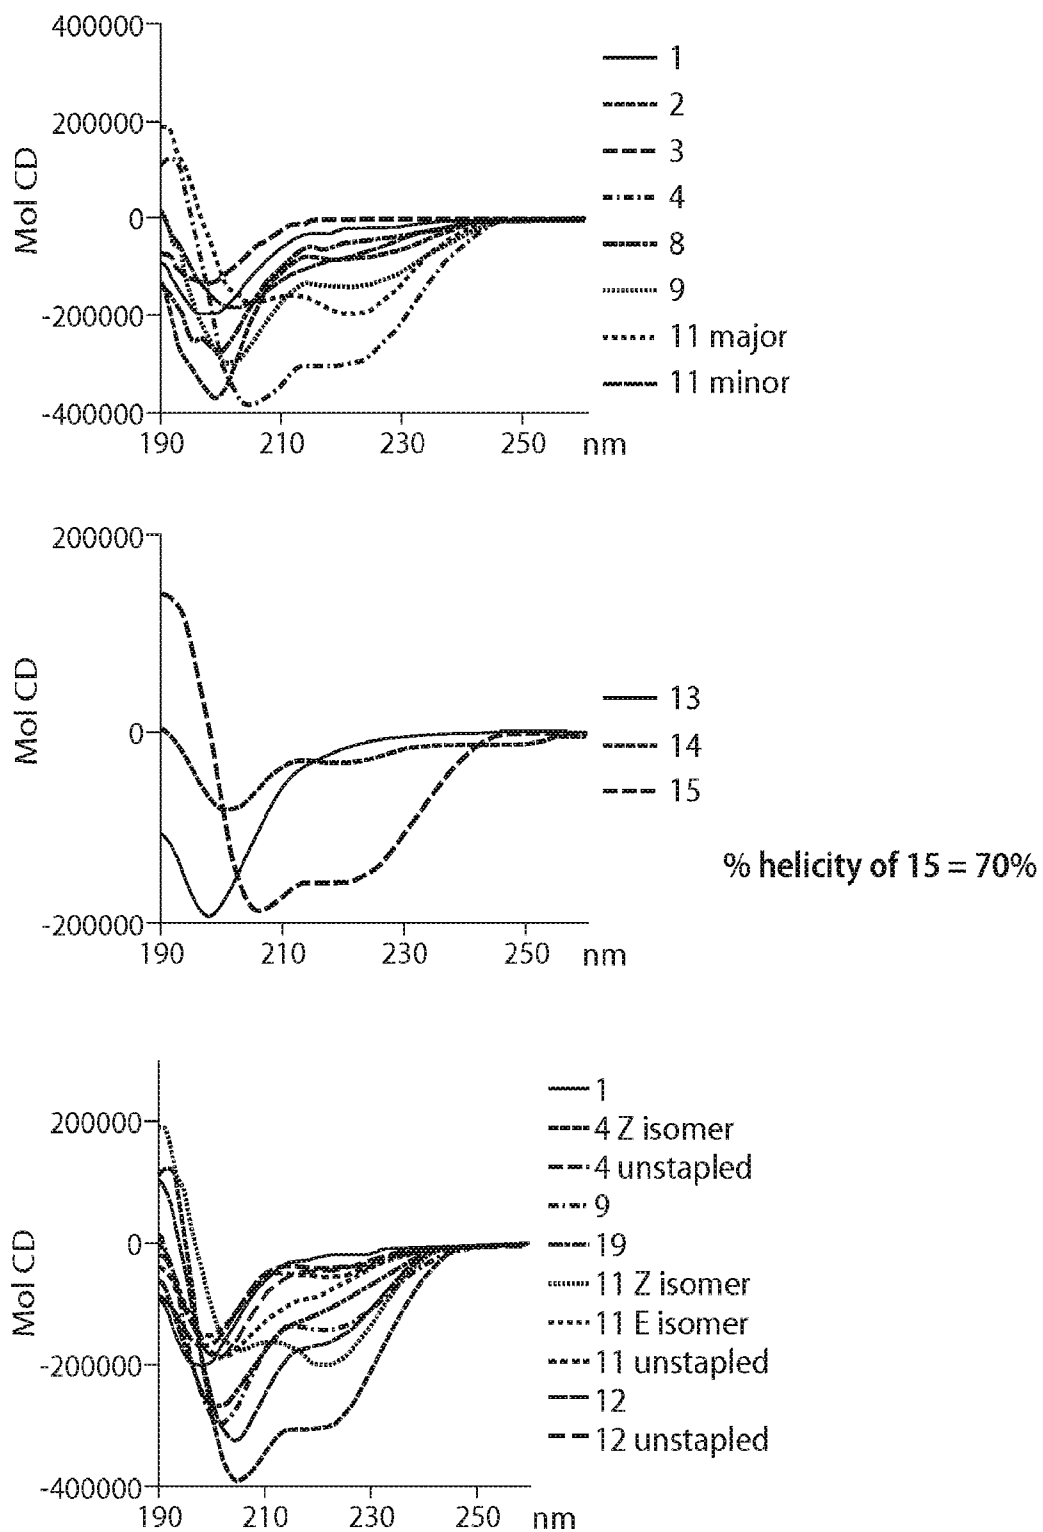 400000
200000
0
-200000
-400000
Mol CD
190
210
230
250
nm
1
2
3
4
8
9
11 major
11 minor
200000
0
-200000
Mol CD
190
210
230
250
nm
13
14
15
% helicity of 15 = 70%
200000
0
-200000
-400000
Mol CD
190
210
230
250
nm
1
4 Z isomer
4 unstapled
9
19
11 Z isomer
11 E isomer
11 unstapled
12
12 unstapled